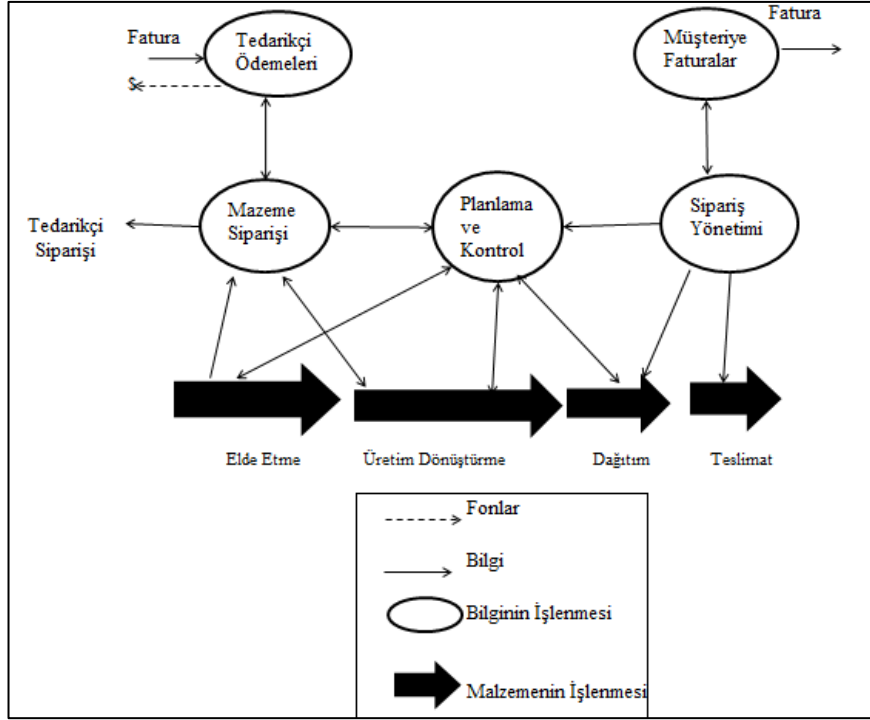 Fatura
Tedarikçi
Ödemeleri
$
Fatura
Müşteriye
Faturalar
Tedarikçi
Siparişi
Mazeme
Siparişi
Planlama
ve
Kontrol
Sipariş
Yönetimi
Elde Etme
Üretim Dönüştürme
Dağıtım
Teslimat
Fonlar
Bilgi
Bilginin İşlenmesi
Malzemenin İşlenmesi